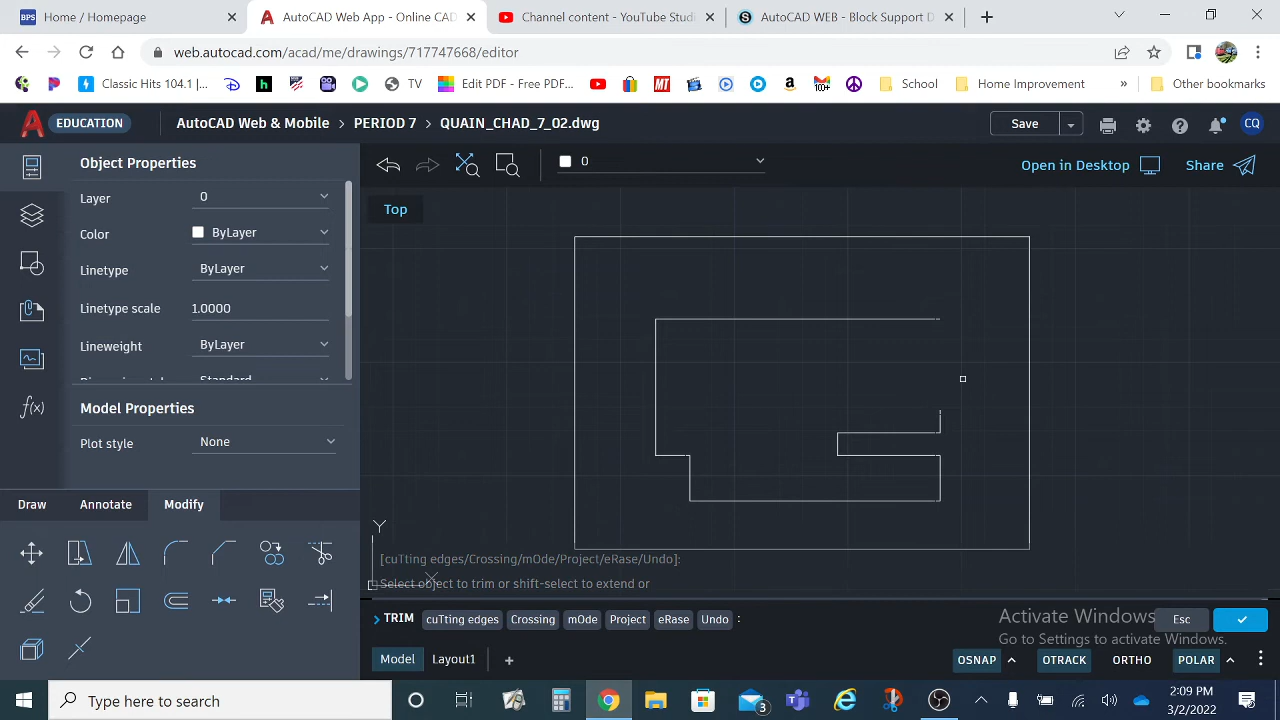 BPS Home / Homepage
A AutoCAD Web App - Online CAD
Channel content - YouTube Stud
S AutoCAD WEB - Block Support D
web.autocad.com/acad/me/drawings/717747668/editor
Classic Hits 104.1 |...
h
TV
Edit PDF - Free PDF...
MT
a
100+
School
Home Improvement
»
Other bookmarks
EDUCATION
AutoCAD Web & Mobile > PERIOD 7 > QUAIN_CHAD_7_02.dwg
Save
CQ
Object Properties
0
Open in Desktop
Share
Layer 0
Top
Color ByLayer
Linetype ByLayer
Linetype scale 1.0000
Lineweight ByLayer
Standard
Model Properties
Plot style None
Draw Annotate Modify
Y
X
[cuTting edges/Crossing/mOde/Project/eRase/Undo]:
Select object to trim or shift-select to extend or
TRIM cuTting edges Crossing mOde Project eRase Undo :
Esc
Activate Windows
Go to Settings to activate Windows.
Model Layout1 +
OSNAP OTRACK ORTHO POLAR
f(x)
Type here to search
3
2:09 PM
3/2/2022